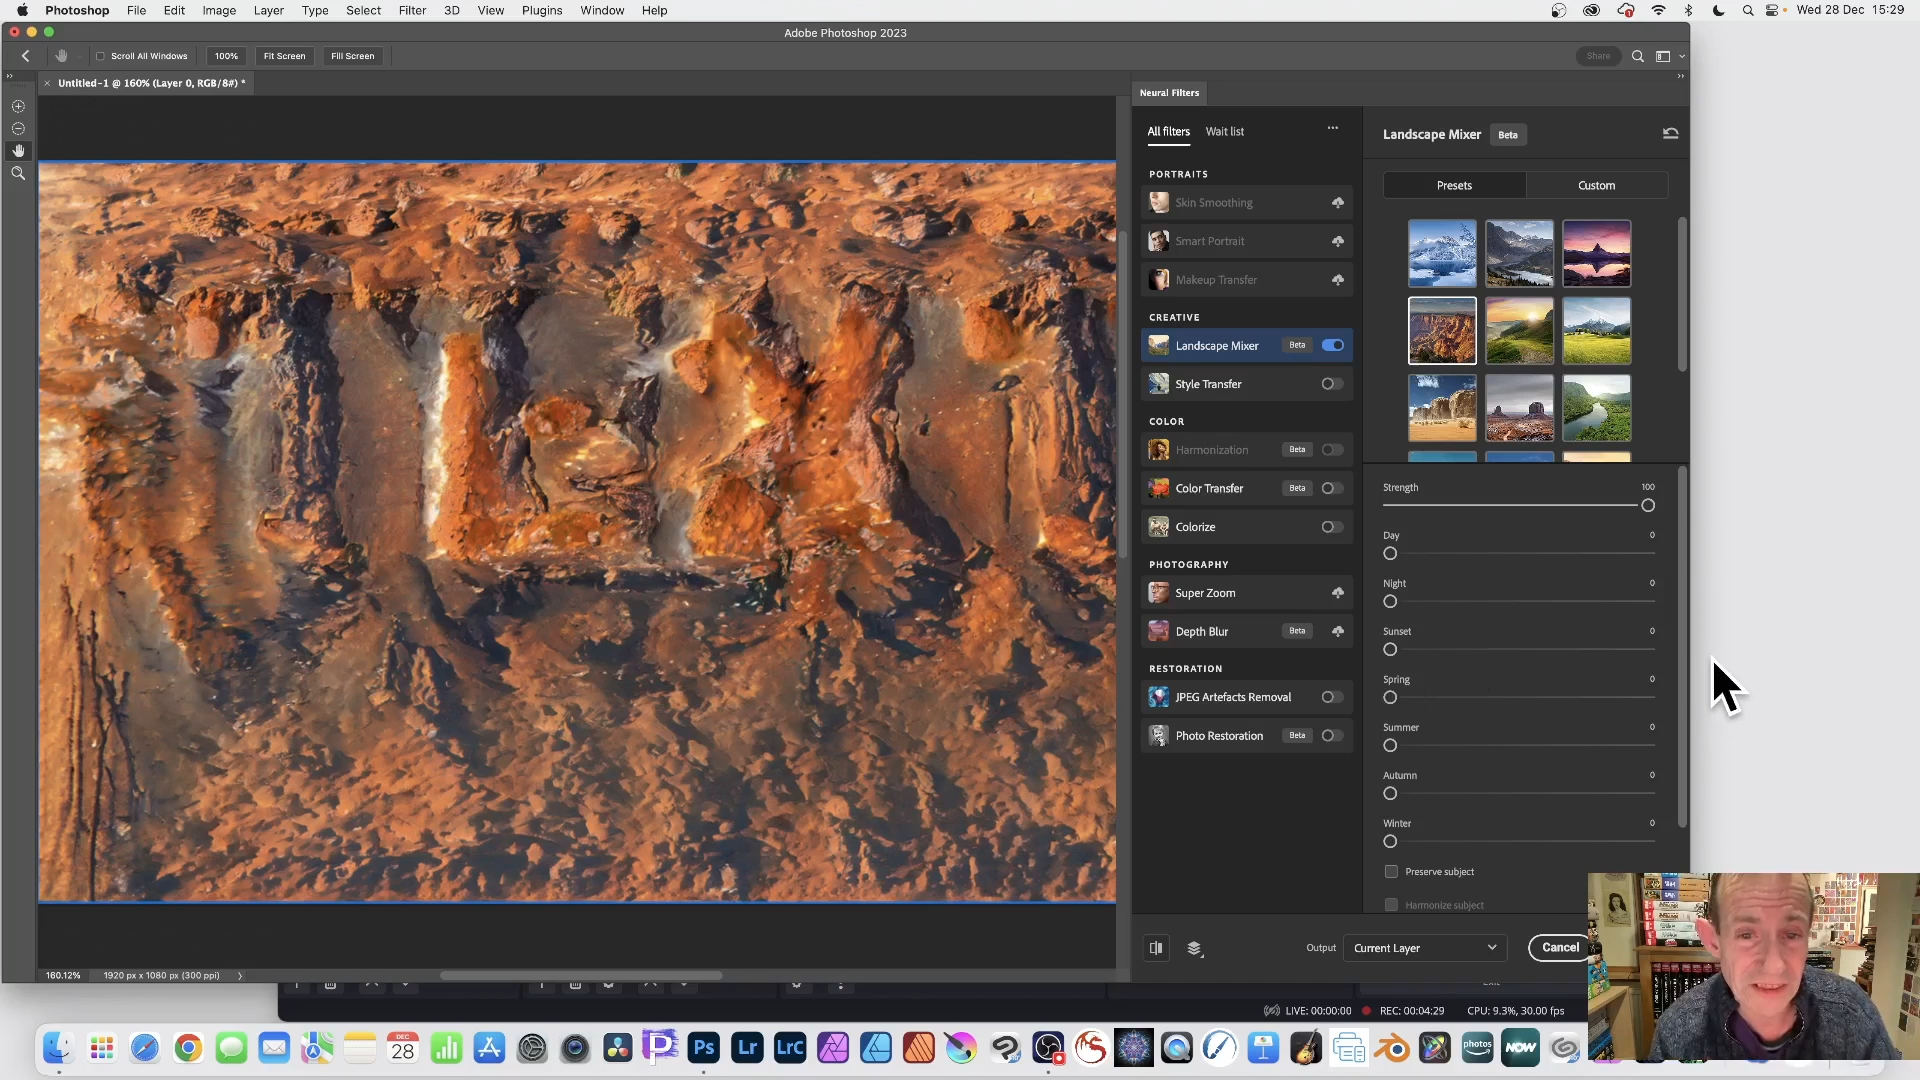 Photoshop File Edit Image Layer Type Select Filter 3D View Plugins Window Help Wed 28 Dec 15:29
Adobe Photoshop 2023
Scroll All Windows 100% Fit Screen Fill Screen Share
Untitled-1 @ 160% (Layer 0, RGB/8#) *
Neural Filters
All filters Wait list
Landscape Mixer Beta
PORTRAITS
Presets Custom
Skin Smoothing
Smart Portrait
Makeup Transfer
CREATIVE
Landscape Mixer Beta
Style Transfer
COLOR
Harmonization Beta
Color Transfer Beta
Colorize
PHOTOGRAPHY
Super Zoom
Depth Blur Beta
RESTORATION
JPEG Artefacts Removal
Photo Restoration Beta
Strength 100
Day 0
Night 0
Sunset 0
Spring 0
Summer 0
Autumn 0
Winter 0
Preserve subject
Harmonize subject
Output Current Layer Cancel
160.12% 1920 px x 1080 px (300 ppi)
LIVE: 00:00:00 REC: 00:04:29 CPU: 9.3%, 30.00 fps
DEC
28
Ps
Lr
LrC
photos
NOW